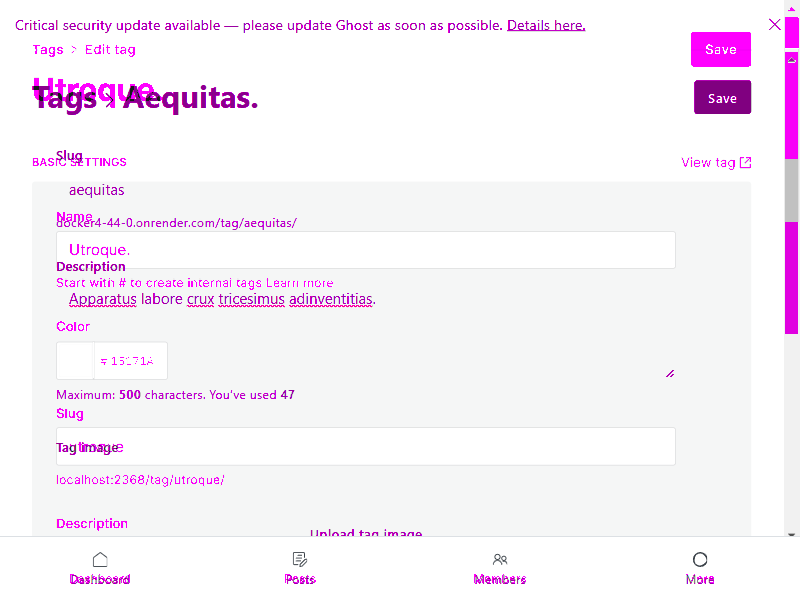 Critical security update available — please update Ghost as soon as possible. Details here.
Tags > Edit tag
Save
Utroque
Tags > Aequitas.
Save
Slug
BASIC SETTINGS
View tag
aequitas
Name
docker4-44-0.onrender.com/tag/aequitas/
Utroque.
Description
Start with # to create internal tags Learn more
Apparatus labore crux tricesimus adinventitias.
Color
# 15171A
Maximum: 500 characters. You've used 47
Slug
utroque
Tag image
localhost:2368/tag/utroque/
Description
Upload tag image
Dashboard
Posts
Members
More